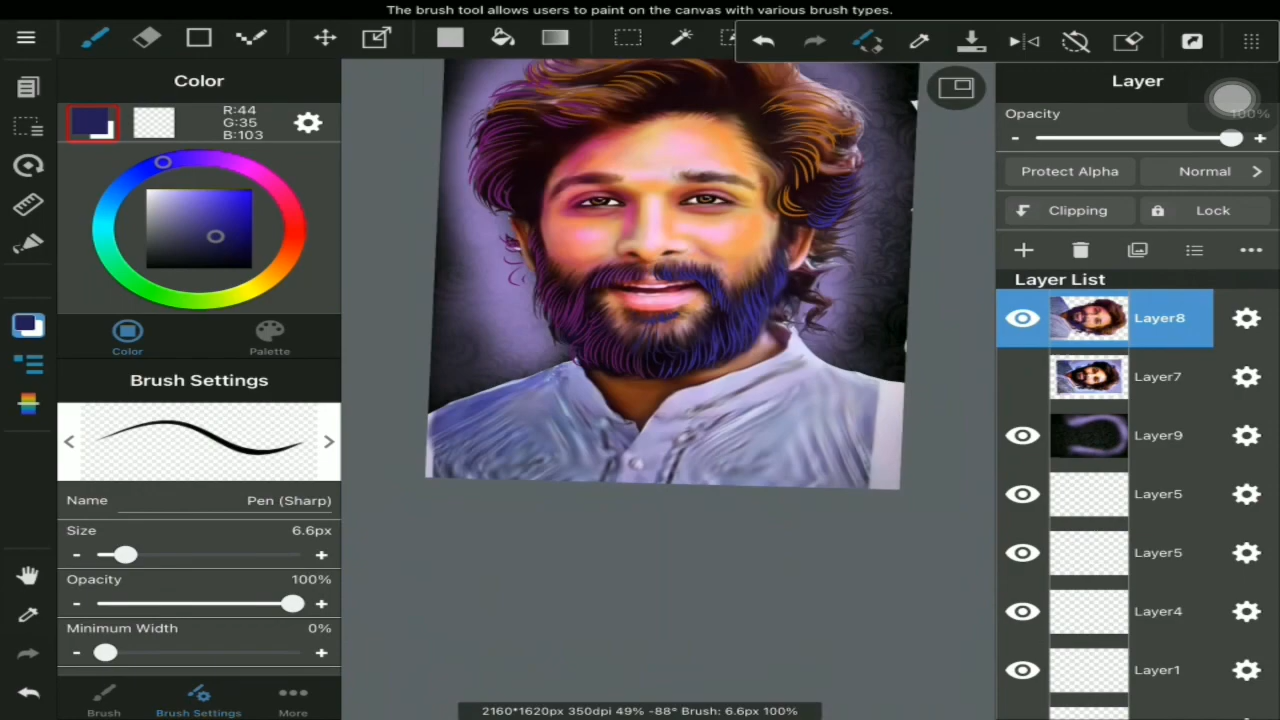 The brush tool allows users to paint on the canvas with various brush types.
Color
Layer
R:44
G:35
B:103
Opacity 100%
Protect Alpha
Normal
Clipping
Lock
Layer List
Layer8
Color
Palette
Layer7
Brush Settings
Layer9
Name Pen (Sharp)
Layer5
Size 6.6px
Layer5
Opacity 100%
Layer4
Minimum Width 0%
Layer1
Brush
Brush Settings
More
2160*1620px 350dpi 49% -88° Brush: 6.6px 100%